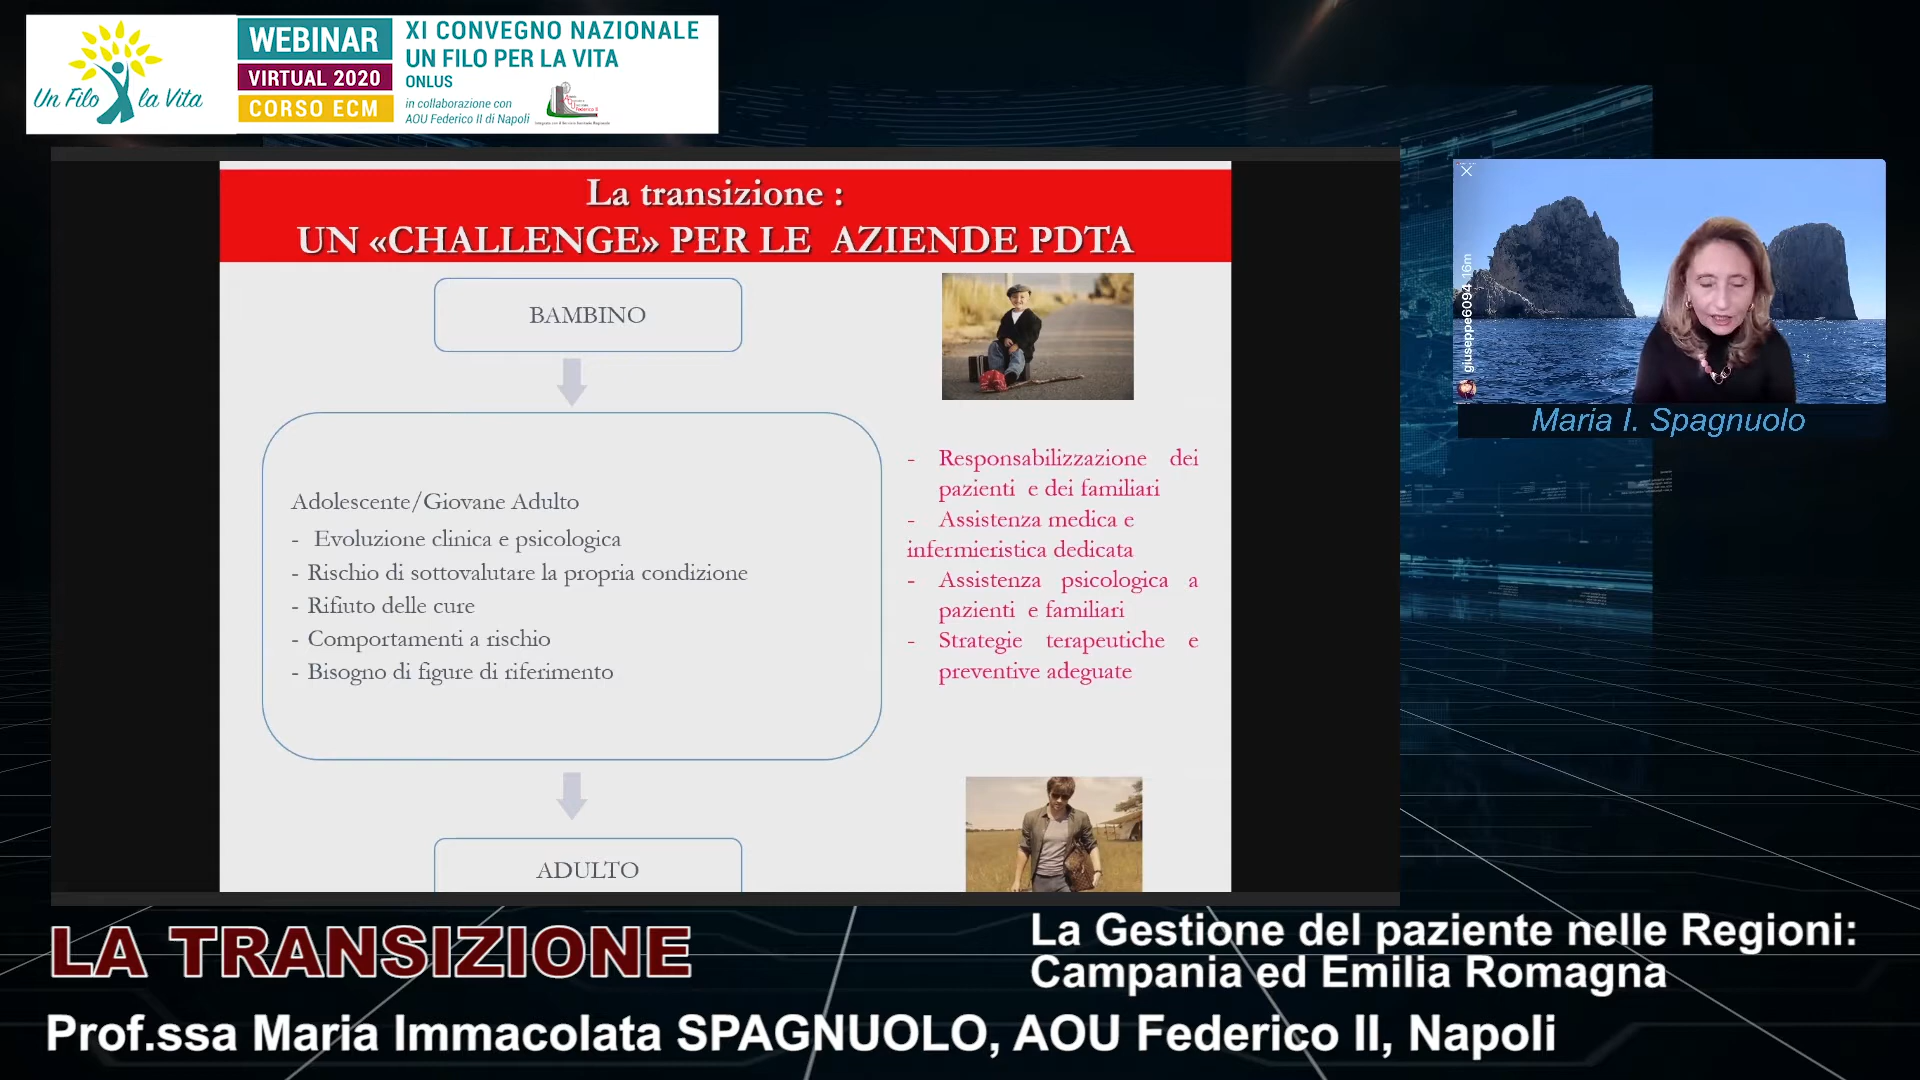 Un Filo la Vita
WEBINAR
VIRTUAL 2020
CORSO ECM
XI CONVEGNO NAZIONALE
UN FILO PER LA VITA
ONLUS
in collaborazione con
AOU Federico II di Napoli
La transizione :
UN «CHALLENGE» PER LE AZIENDE PDTA
BAMBINO
Adolescente/Giovane Adulto
- Evoluzione clinica e psicologica
- Rischio di sottovalutare la propria condizione
- Rifiuto delle cure
- Comportamenti a rischio
- Bisogno di figure di riferimento
ADULTO
- Responsabilizzazione dei
pazienti e dei familiari
- Assistenza medica e
infermieristica dedicata
- Assistenza psicologica a
pazienti e familiari
- Strategie terapeutiche e
preventive adeguate
giuseppe6094 16m
Maria I. Spagnuolo
LA TRANSIZIONE
La Gestione del paziente nelle Regioni:
Campania ed Emilia Romagna
Prof.ssa Maria Immacolata SPAGNUOLO, AOU Federico II, Napoli